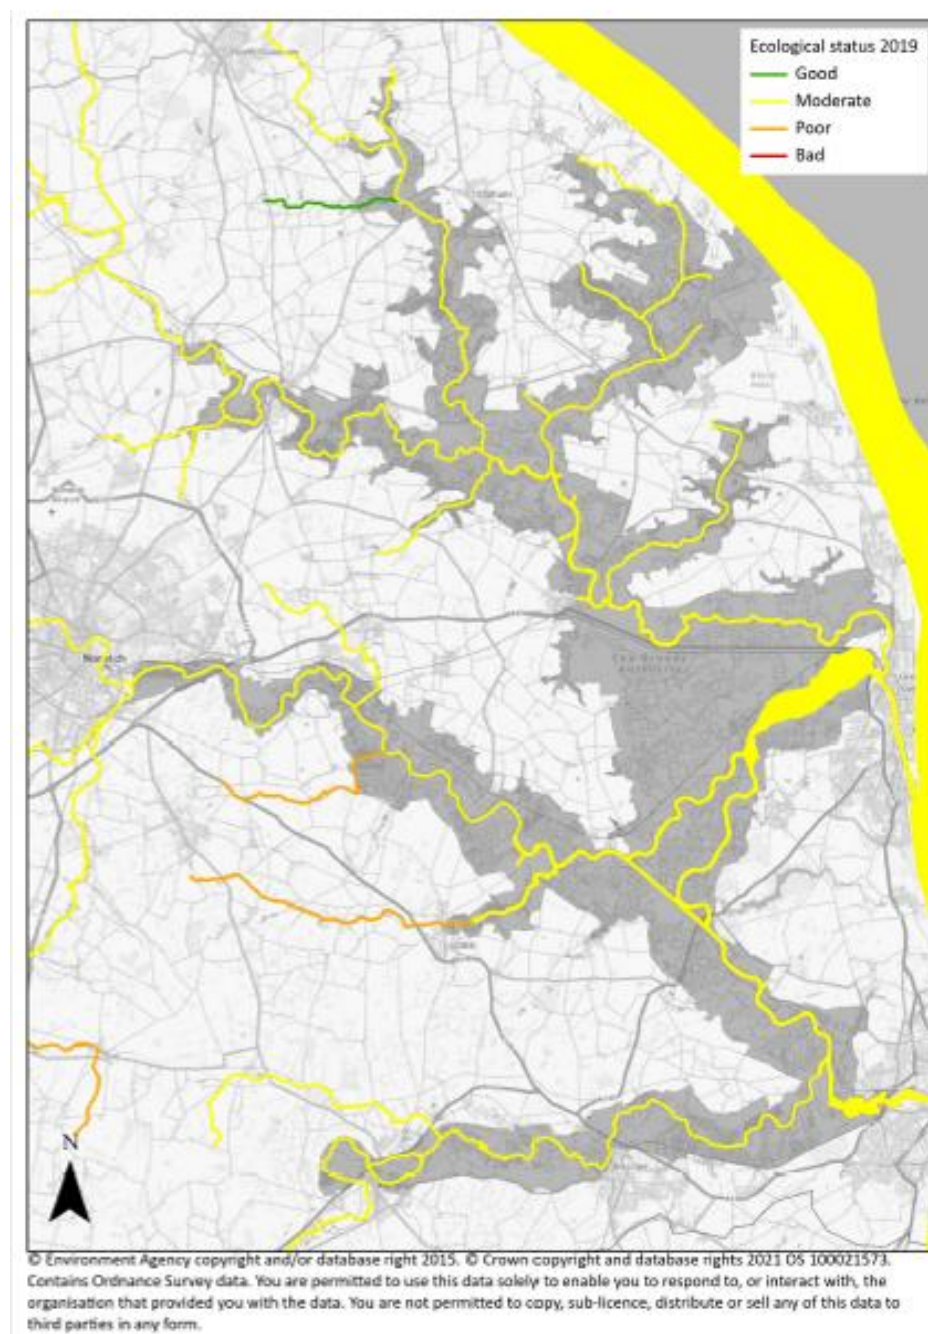 Ecological status 2019
Good
Moderate
Poor
Bad
Norwich
N
© Environment Agency copyright and/or database right 2015. © Crown copyright and database rights 2021 OS 100021573.
Contains Ordnance Survey data. You are permitted to use this data solely to enable you to respond to, or interact with, the
organisation that provided you with the data. You are not permitted to copy, sub-licence, distribute or sell any of this data to
third parties in any form.